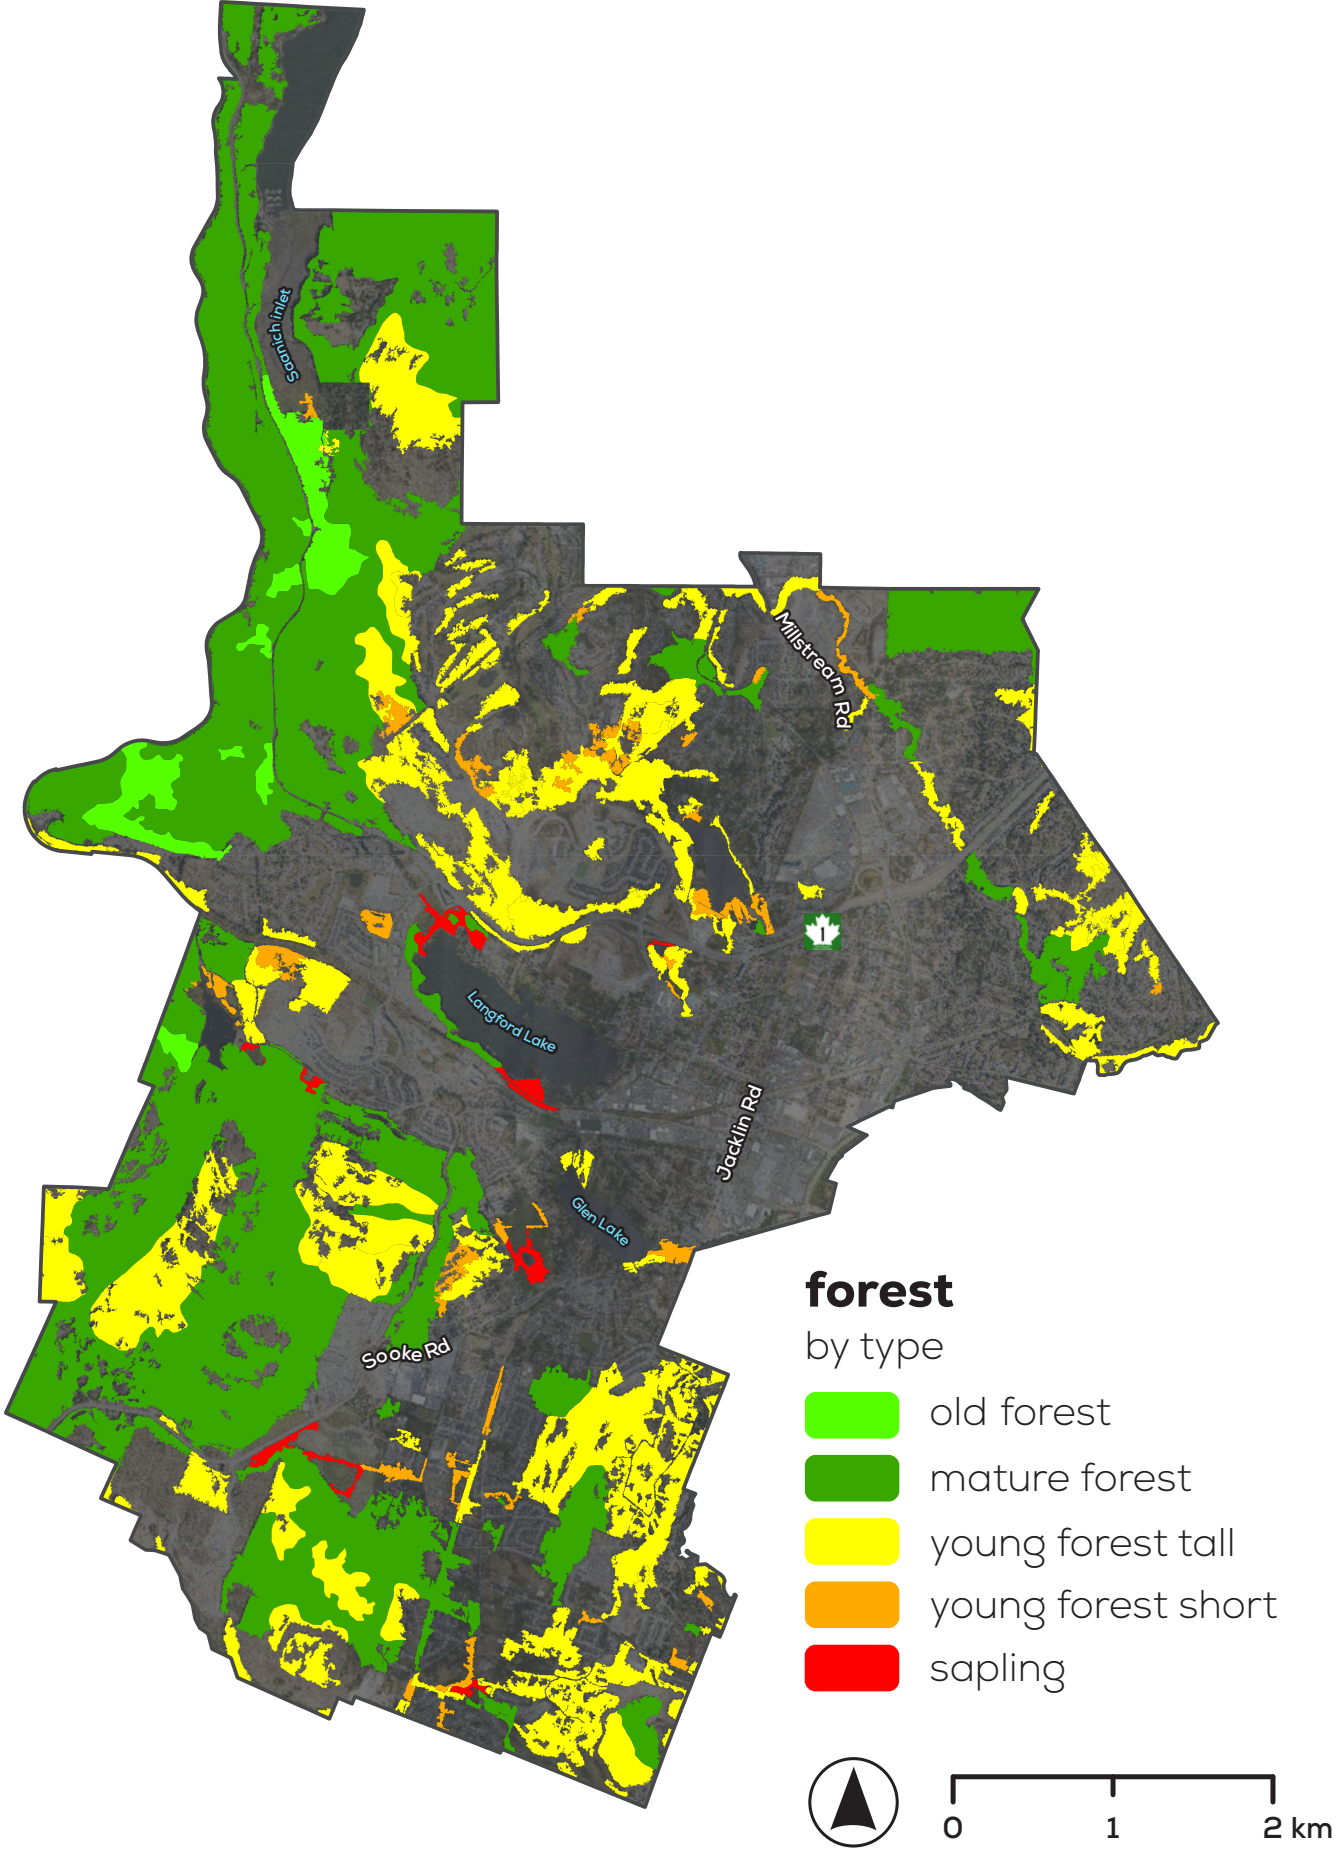 Saanich inlet
Millstream Rd
1
Langford Lake
Jacklin Rd
Glen Lake
Sooke Rd
forest
by type
old forest
mature forest
young forest tall
young forest short
sapling
0 1 2 km